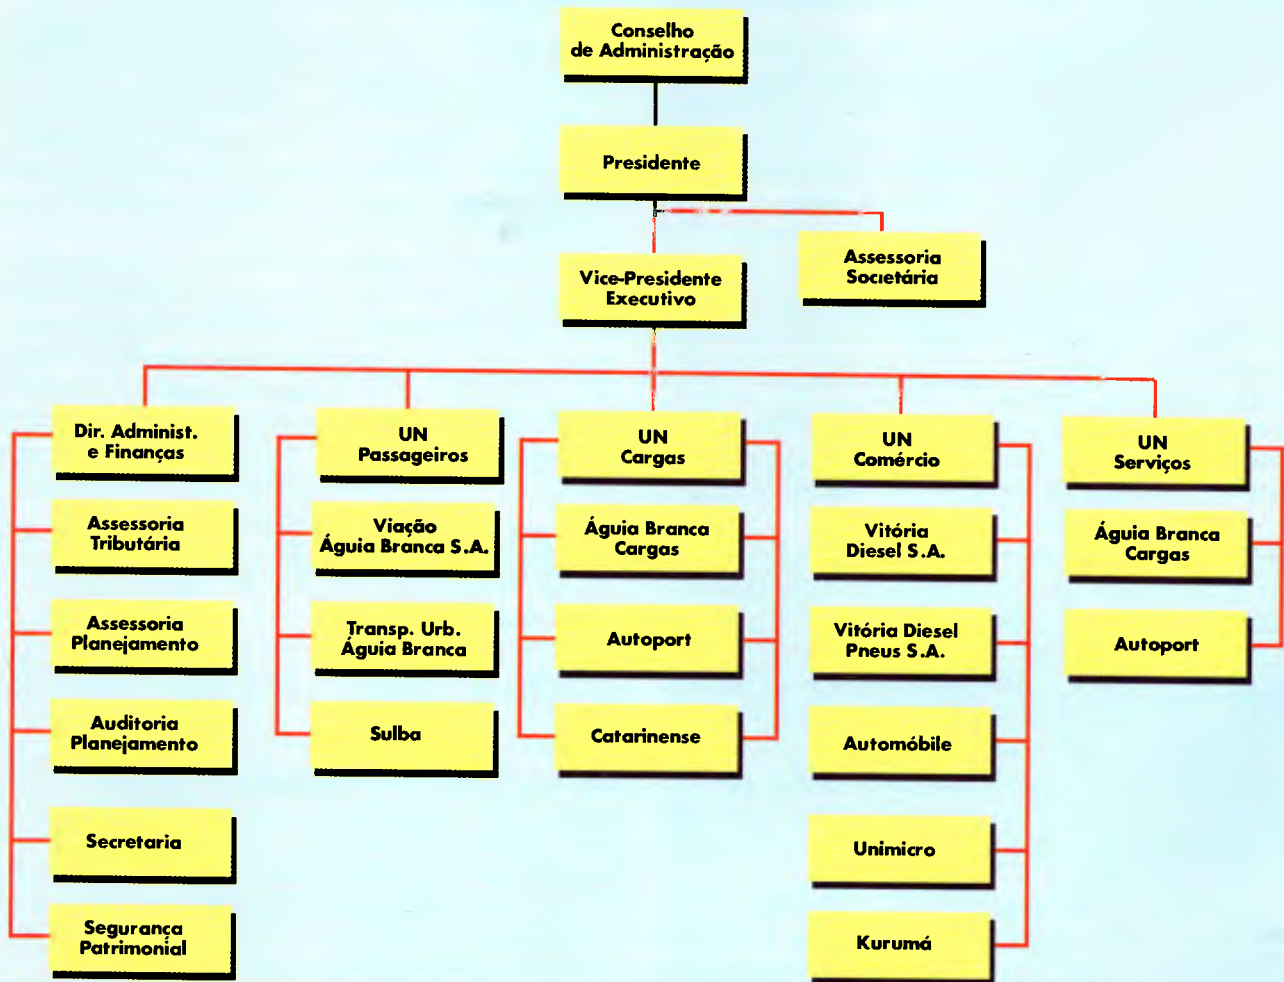 Conselho
de Administração
Presidente
Assessoria
Societária
Vice-Presidente
Executivo
Dir. Administ.
e Finanças
Assessoria
Tributária
Assessoria
Planejamento
Auditoria
Planejamento
Secretaria
Segurança
Patrimonial
UN
Passageiros
Viação
Águia Branca S.A.
Transp. Urb.
Águia Branca
Sulba
UN
Cargas
Águia Branca
Cargas
Autoport
Catarinense
UN
Comércio
Vitória
Diesel S.A.
Vitória Diesel
Pneus S.A.
Automóbile
Unimicro
Kurumá
UN
Serviços
Águia Branca
Cargas
Autoport